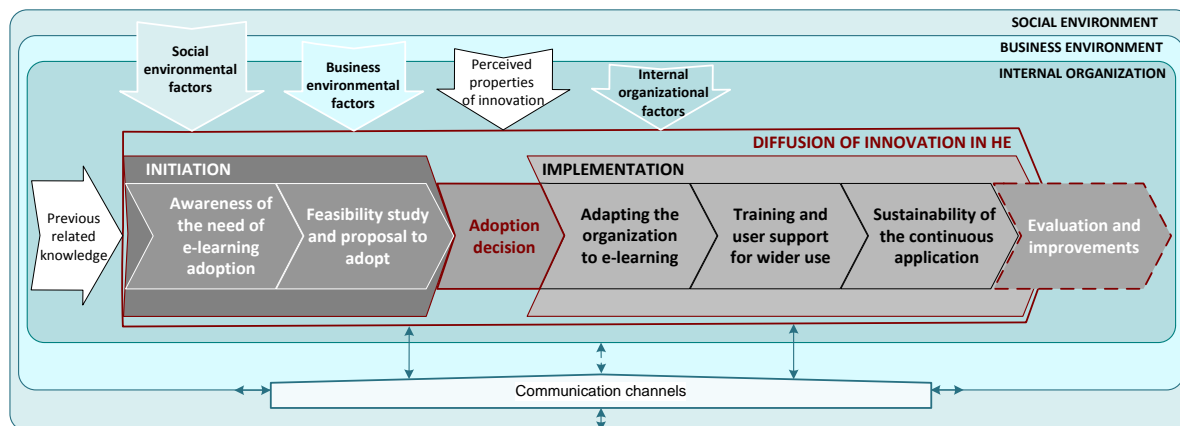 SOCIAL ENVIRONMENT
BUSINESS ENVIRONMENT
INTERNAL ORGANIZATION
Social
environmental
factors
Business
environmental
factors
Perceived
properties
of innovation
Internal
organizational
factors
DIFFUSION OF INNOVATION IN HE
INITIATION
IMPLEMENTATION
Previous
related
knowledge
Awareness of
the need of
e-learning
adoption
Feasibility study
and proposal to
adopt
Adoption
decision
Adapting the
organization
to e-learning
Training and
user support
for wider use
Sustainability of
the continuous
application
Evaluation and
improvements
Communication channels